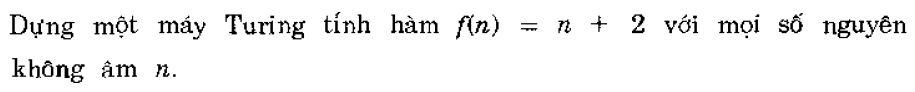 Dựng một máy Turing tính hàm f(n) = n + 2 với mọi số nguyên
không âm n.